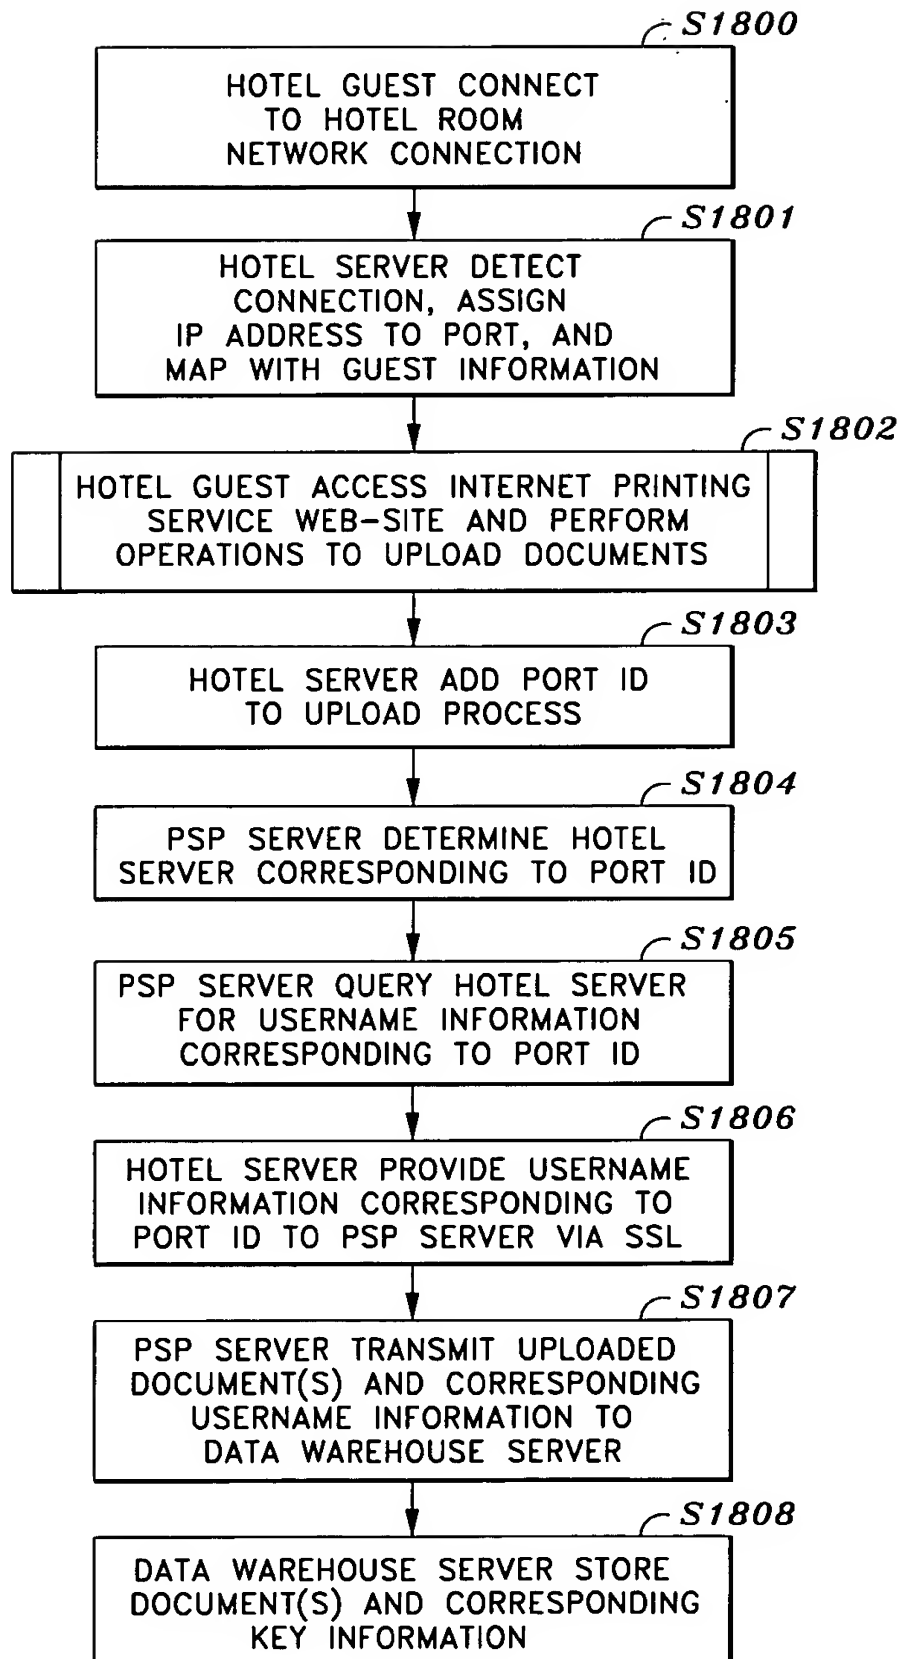 S1800
HOTEL GUEST CONNECT
TO HOTEL ROOM
NETWORK CONNECTION
S1801
HOTEL SERVER DETECT
CONNECTION, ASSIGN
IP ADDRESS TO PORT, AND
MAP WITH GUEST INFORMATION
S1802
HOTEL GUEST ACCESS INTERNET PRINTING
SERVICE WEB-SITE AND PERFORM
OPERATIONS TO UPLOAD DOCUMENTS
S1803
HOTEL SERVER ADD PORT ID
TO UPLOAD PROCESS
S1804
PSP SERVER DETERMINE HOTEL
SERVER CORRESPONDING TO PORT ID
S1805
PSP SERVER QUERY HOTEL SERVER
FOR USERNAME INFORMATION
CORRESPONDING TO PORT ID
S1806
HOTEL SERVER PROVIDE USERNAME
INFORMATION CORRESPONDING TO
PORT ID TO PSP SERVER VIA SSL
S1807
PSP SERVER TRANSMIT UPLOADED
DOCUMENT(S) AND CORRESPONDING
USERNAME INFORMATION TO
DATA WAREHOUSE SERVER
S1808
DATA WAREHOUSE SERVER STORE
DOCUMENT(S) AND CORRESPONDING
KEY INFORMATION